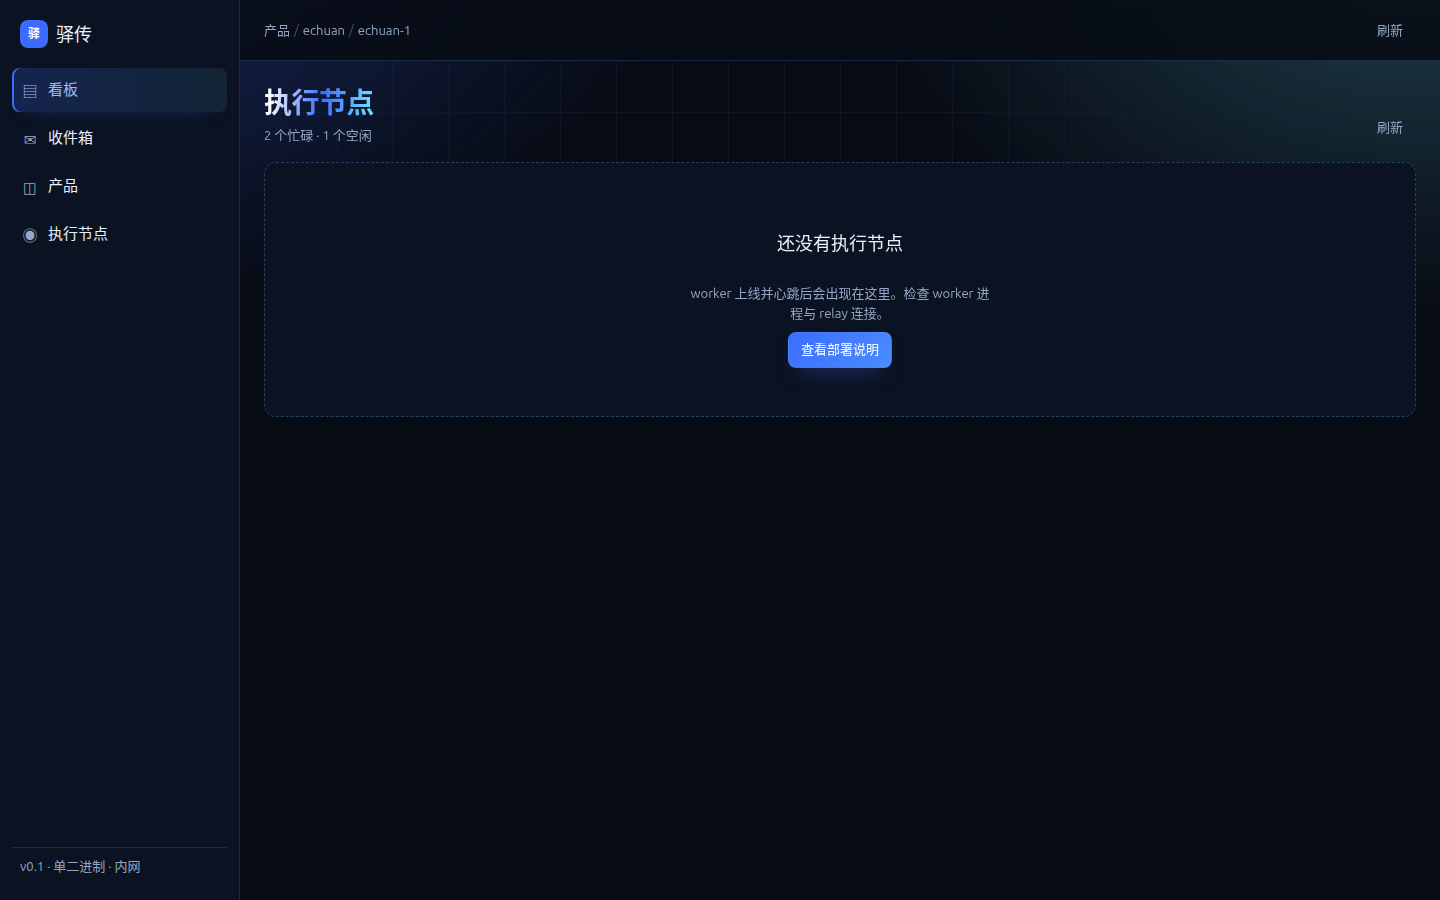 驿 驿传
看板
收件箱
产品
执行节点
v0.1 · 单二进制 · 内网
产品 / echuan / echuan-1
刷新
执行节点
2 个忙碌 · 1 个空闲
刷新
还没有执行节点
worker 上线并心跳后会出现在这里。检查 worker 进
程与 relay 连接。
查看部署说明